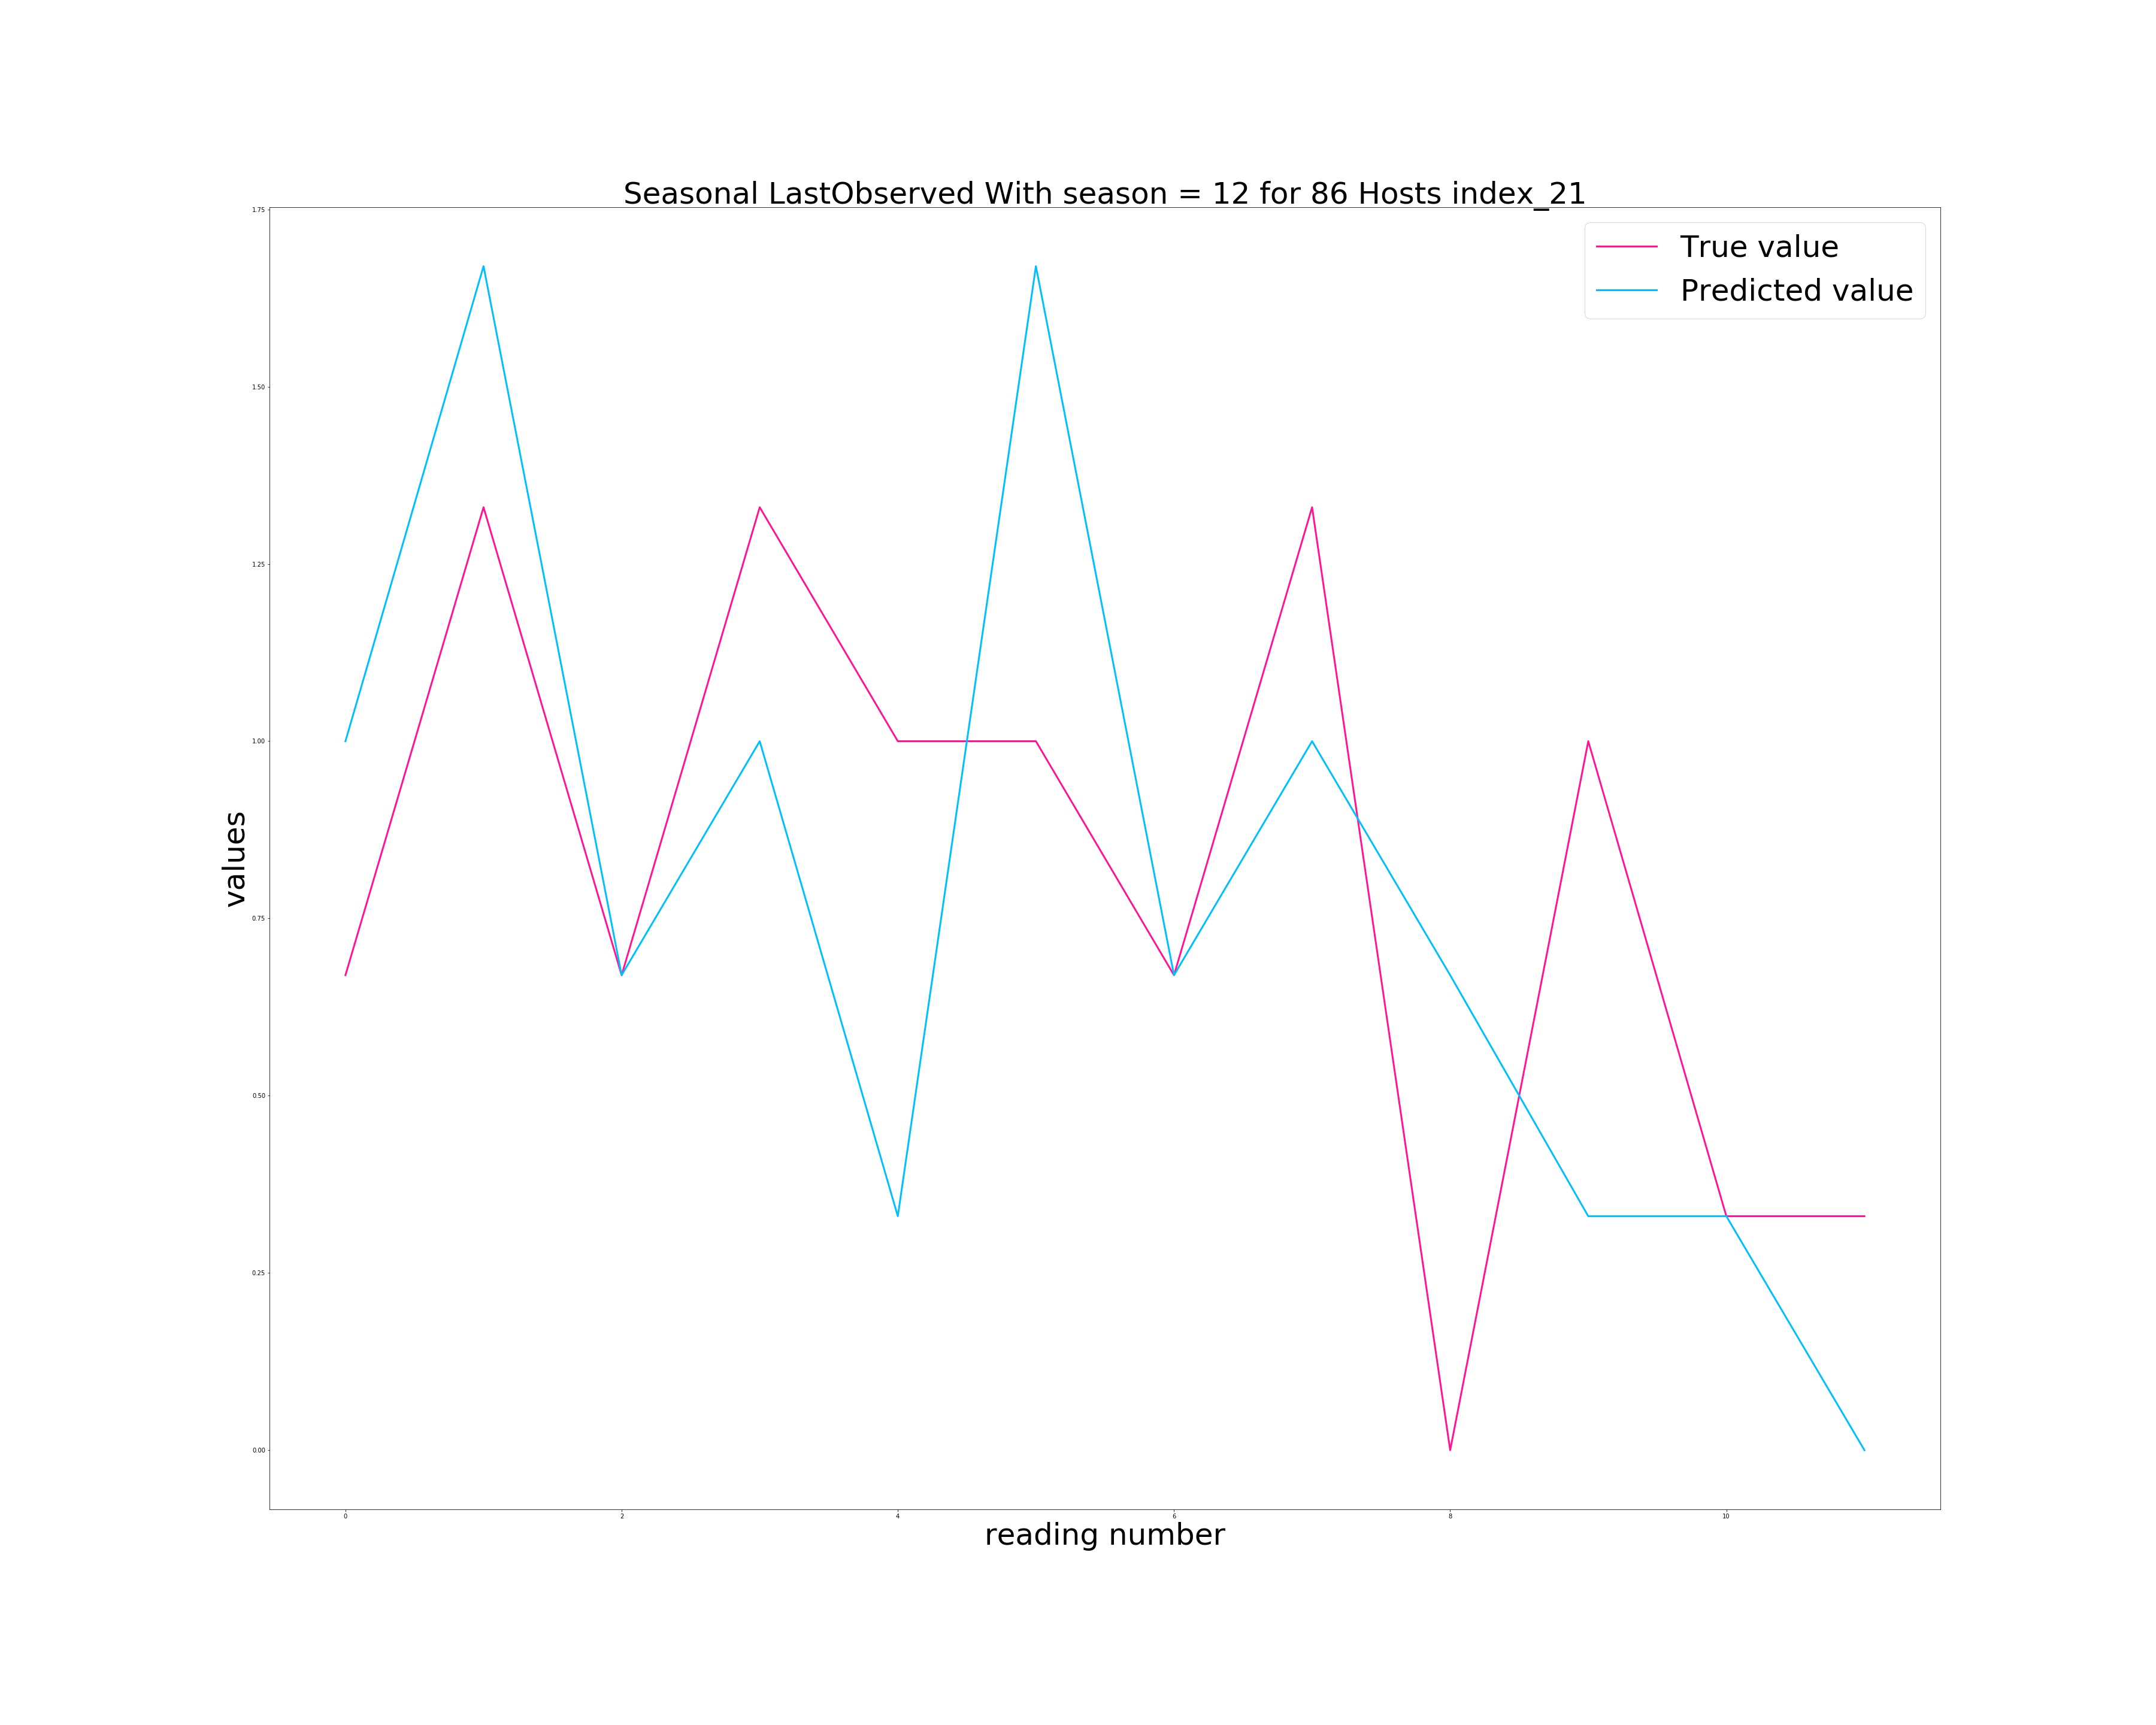 Seasonal LastObserved With season = 12 for 86 Hosts index_21
True value
Predicted value
values
1.75
1.50
1.25
1.00
0.75
0.50
0.25
0.00
0 2 4 6 8 10
reading number